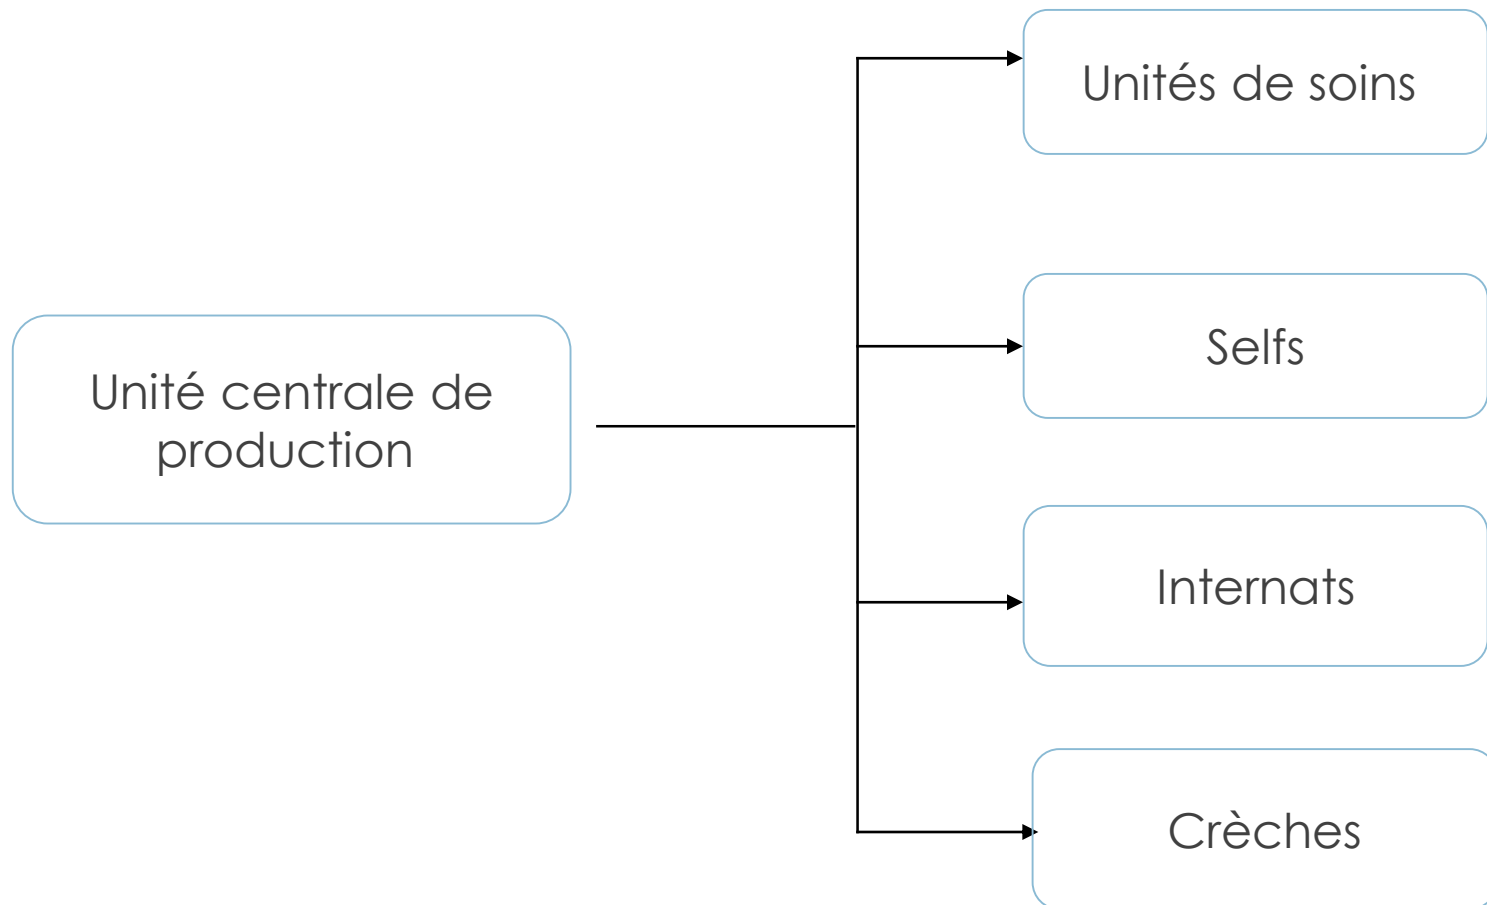 Unités de soins
Selfs
Unité centrale de
production
Internats
Crèches